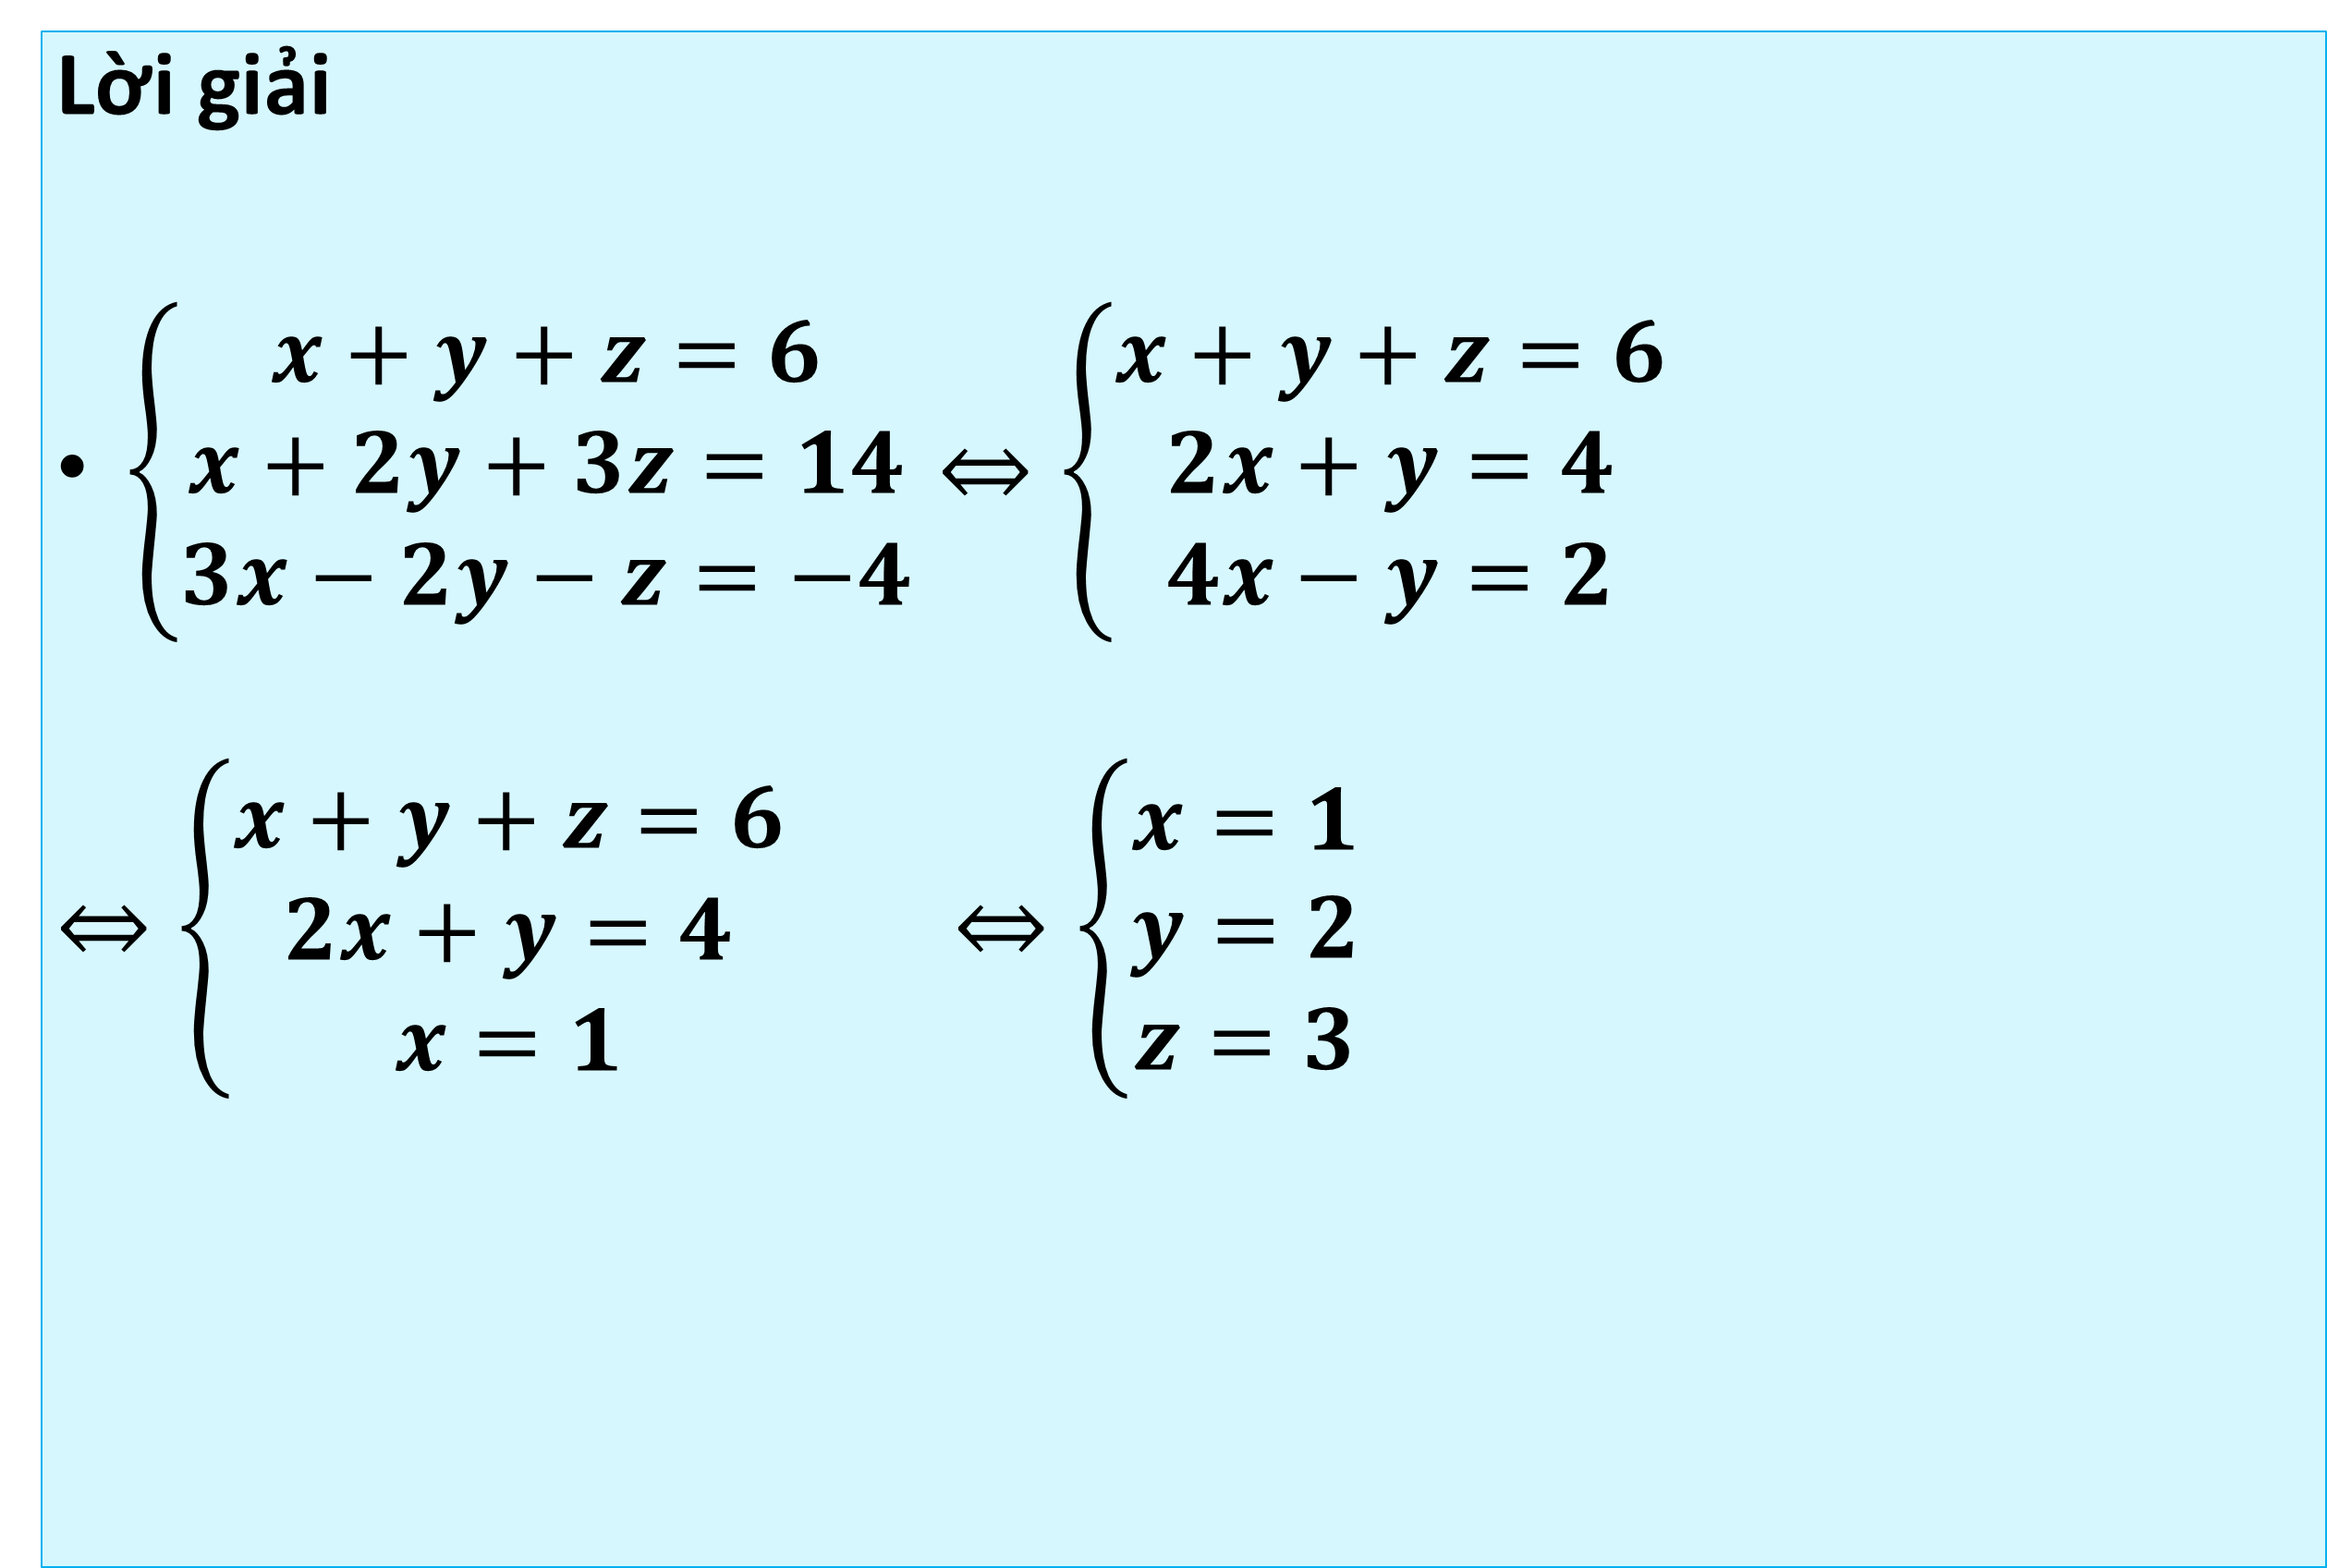 Lời giải
• { x + y + z = 6
x + 2y + 3z = 14
3x − 2y − z = −4 ⇔ { x + y + z = 6
2x + y = 4
4x − y = 2
⇔ { x + y + z = 6
2x + y = 4
x = 1 ⇔ { x = 1
y = 2
z = 3